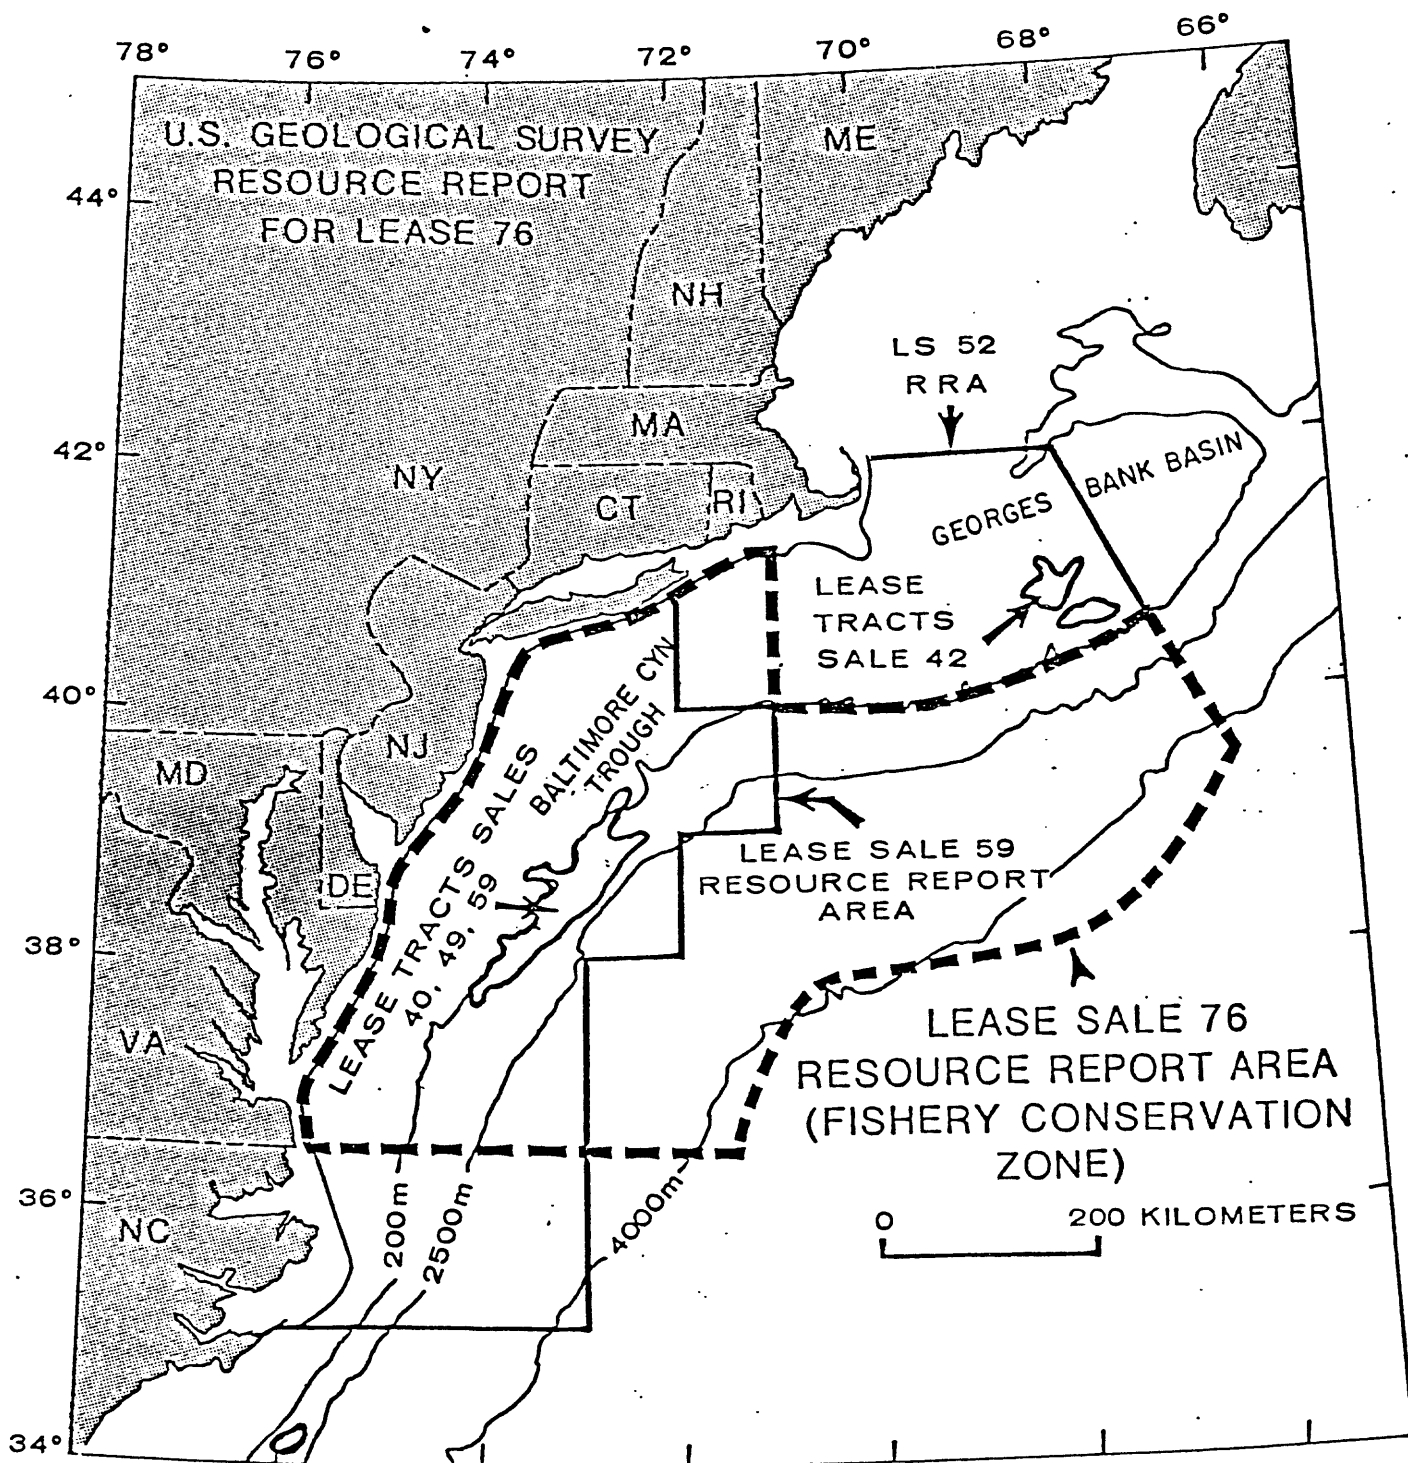 78° 76° 74° 72° 70° 68° 66°
U.S. GEOLOGICAL SURVEY
RESOURCE REPORT
FOR LEASE 76
ME
44°
NH
LS 52
RRA
MA
42°
NY
CT
RI
GEORGES BANK BASIN
LEASE
TRACTS
SALE 42
40°
NJ
MD
DE
BALTIMORE CYN
TROUGH
LEASE TRACTS SALES
40, 49, 59
LEASE SALE 59
RESOURCE REPORT
AREA
38°
VA
LEASE SALE 76
RESOURCE REPORT AREA
(FISHERY CONSERVATION
ZONE)
36°
NC
200m
2500m
4000m
0 200 KILOMETERS
34°